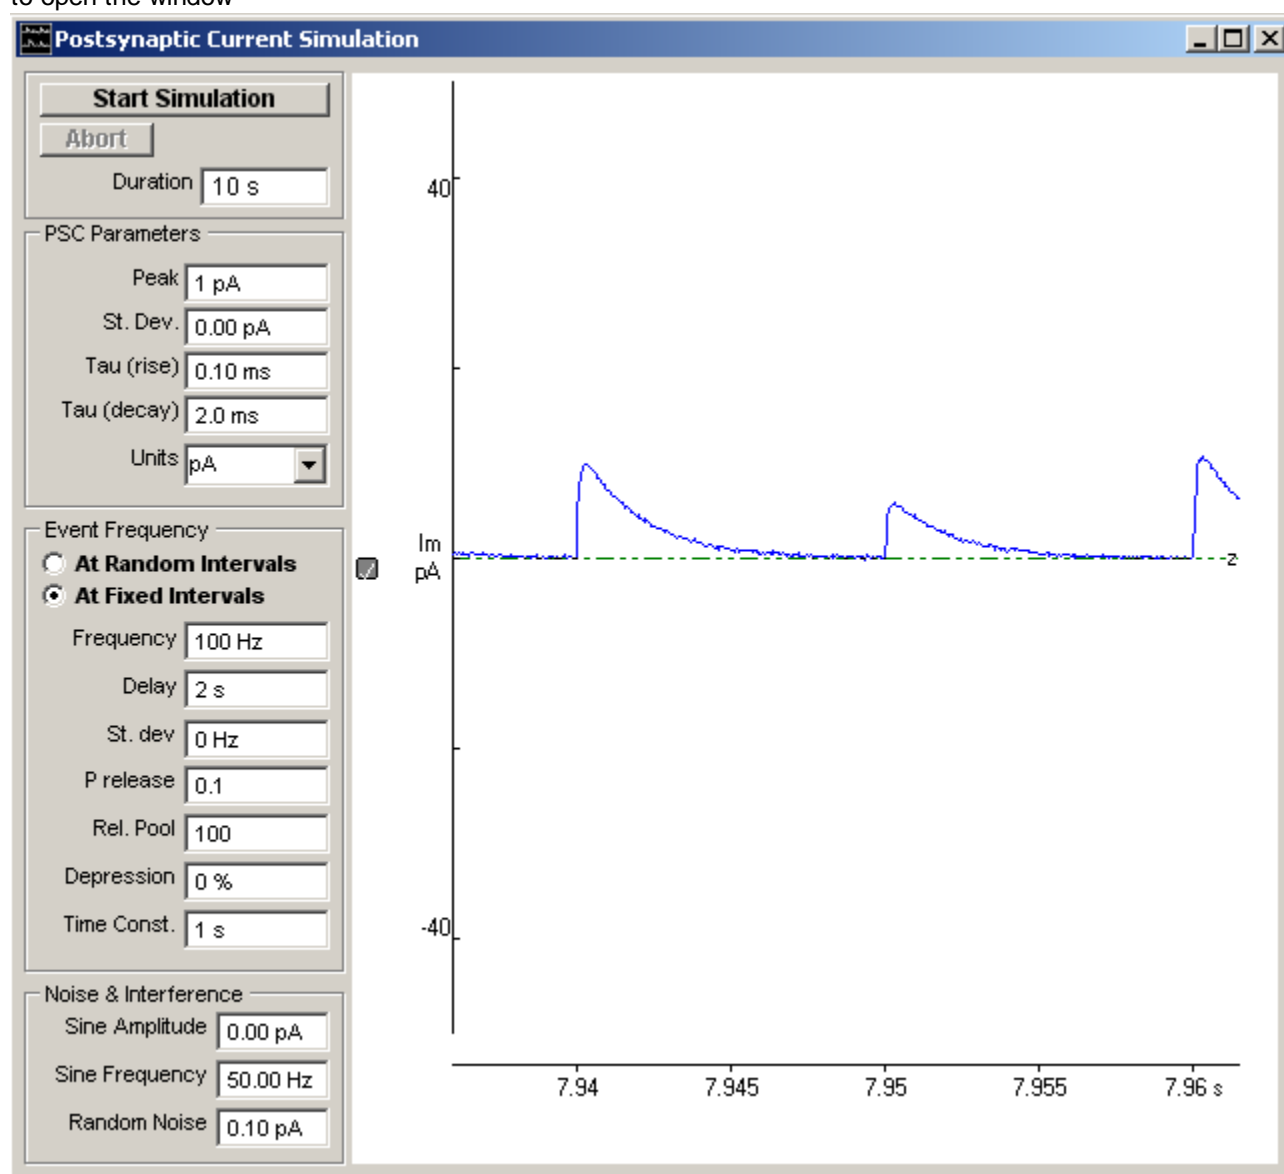 to open the window
Postsynaptic Current Simulation
Start Simulation
Abort
Duration 10 s
PSC Parameters
Peak 1 pA
St. Dev. 0.00 pA
Tau (rise) 0.10 ms
Tau (decay) 2.0 ms
Units pA
Event Frequency
At Random Intervals
At Fixed Intervals
Frequency 100 Hz
Delay 2 s
St. dev 0 Hz
P release 0.1
Rel. Pool 100
Depression 0 %
Time Const. 1 s
Noise & Interference
Sine Amplitude 0.00 pA
Sine Frequency 50.00 Hz
Random Noise 0.10 pA
40
Im
pA
-z-
-40
7.94 7.945 7.95 7.955 7.96 s